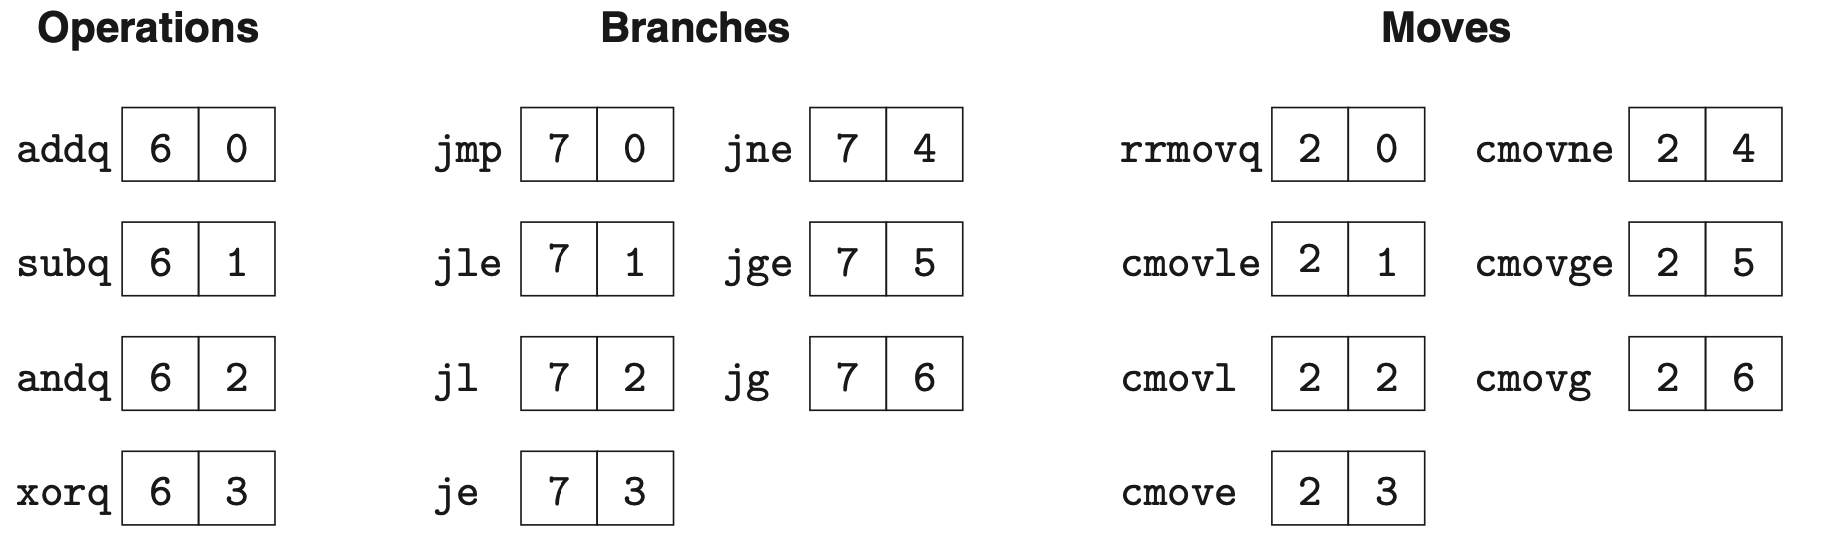 Operations Branches Moves
addq 6 0 jmp 7 0 jne 7 4 rrmovq 2 0 cmovne 2 4
subq 6 1 jle 7 1 jge 7 5 cmovle 2 1 cmovge 2 5
andq 6 2 jl 7 2 jg 7 6 cmovl 2 2 cmovg 2 6
xorq 6 3 je 7 3 cmove 2 3